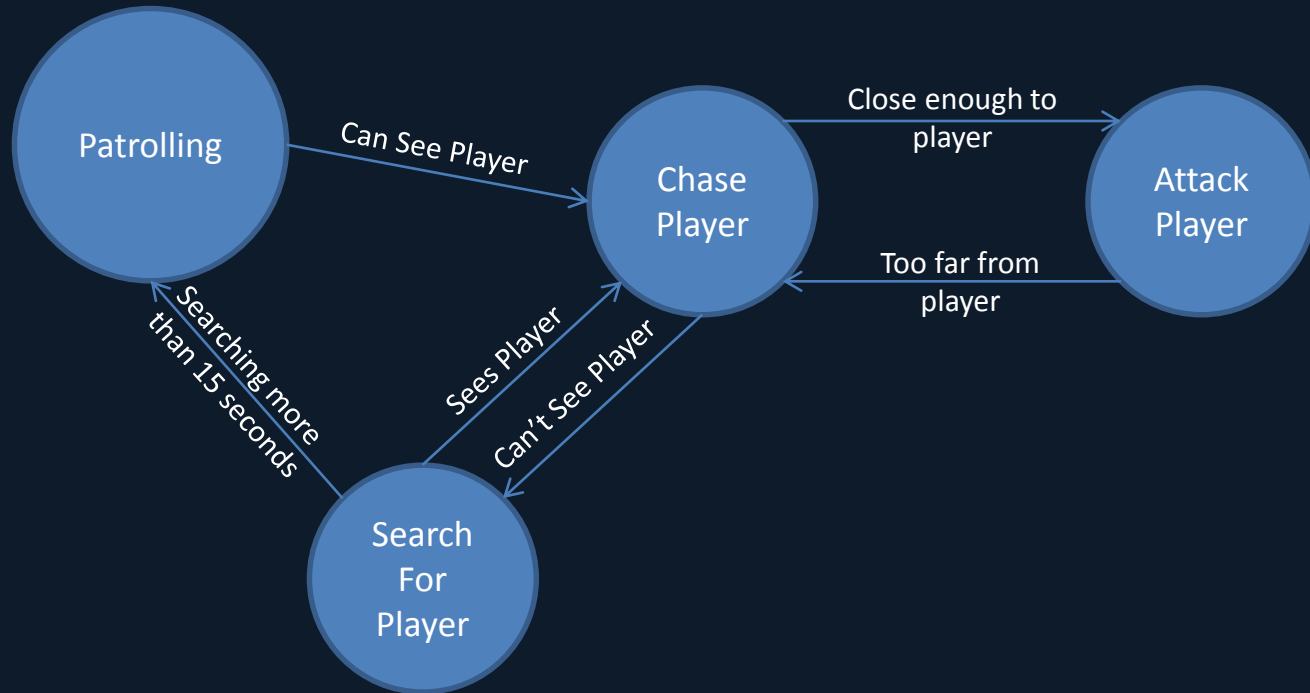 Patrolling
Can See Player
Chase
Player
Close enough to
player
Attack
Player
Too far from
player
Searching more
than 15 seconds
Sees Player
Can’t See Player
Search
For
Player